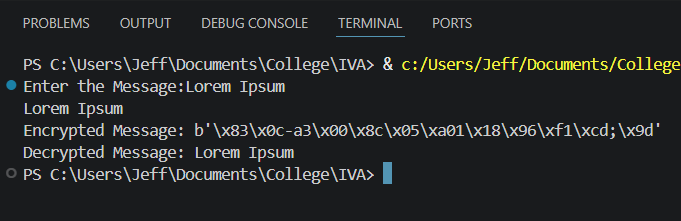 PROBLEMS OUTPUT DEBUG CONSOLE TERMINAL PORTS
PS C:\Users\Jeff\Documents\College\IVA> & c:/Users/Jeff/Documents/College
Enter the Message:Lorem Ipsum
Lorem Ipsum
Encrypted Message: b'\x83\x0c-a3\x00\x8c\x05\xa01\x18\x96\xf1\xcd;\x9d'
Decrypted Message: Lorem Ipsum
PS C:\Users\Jeff\Documents\College\IVA>